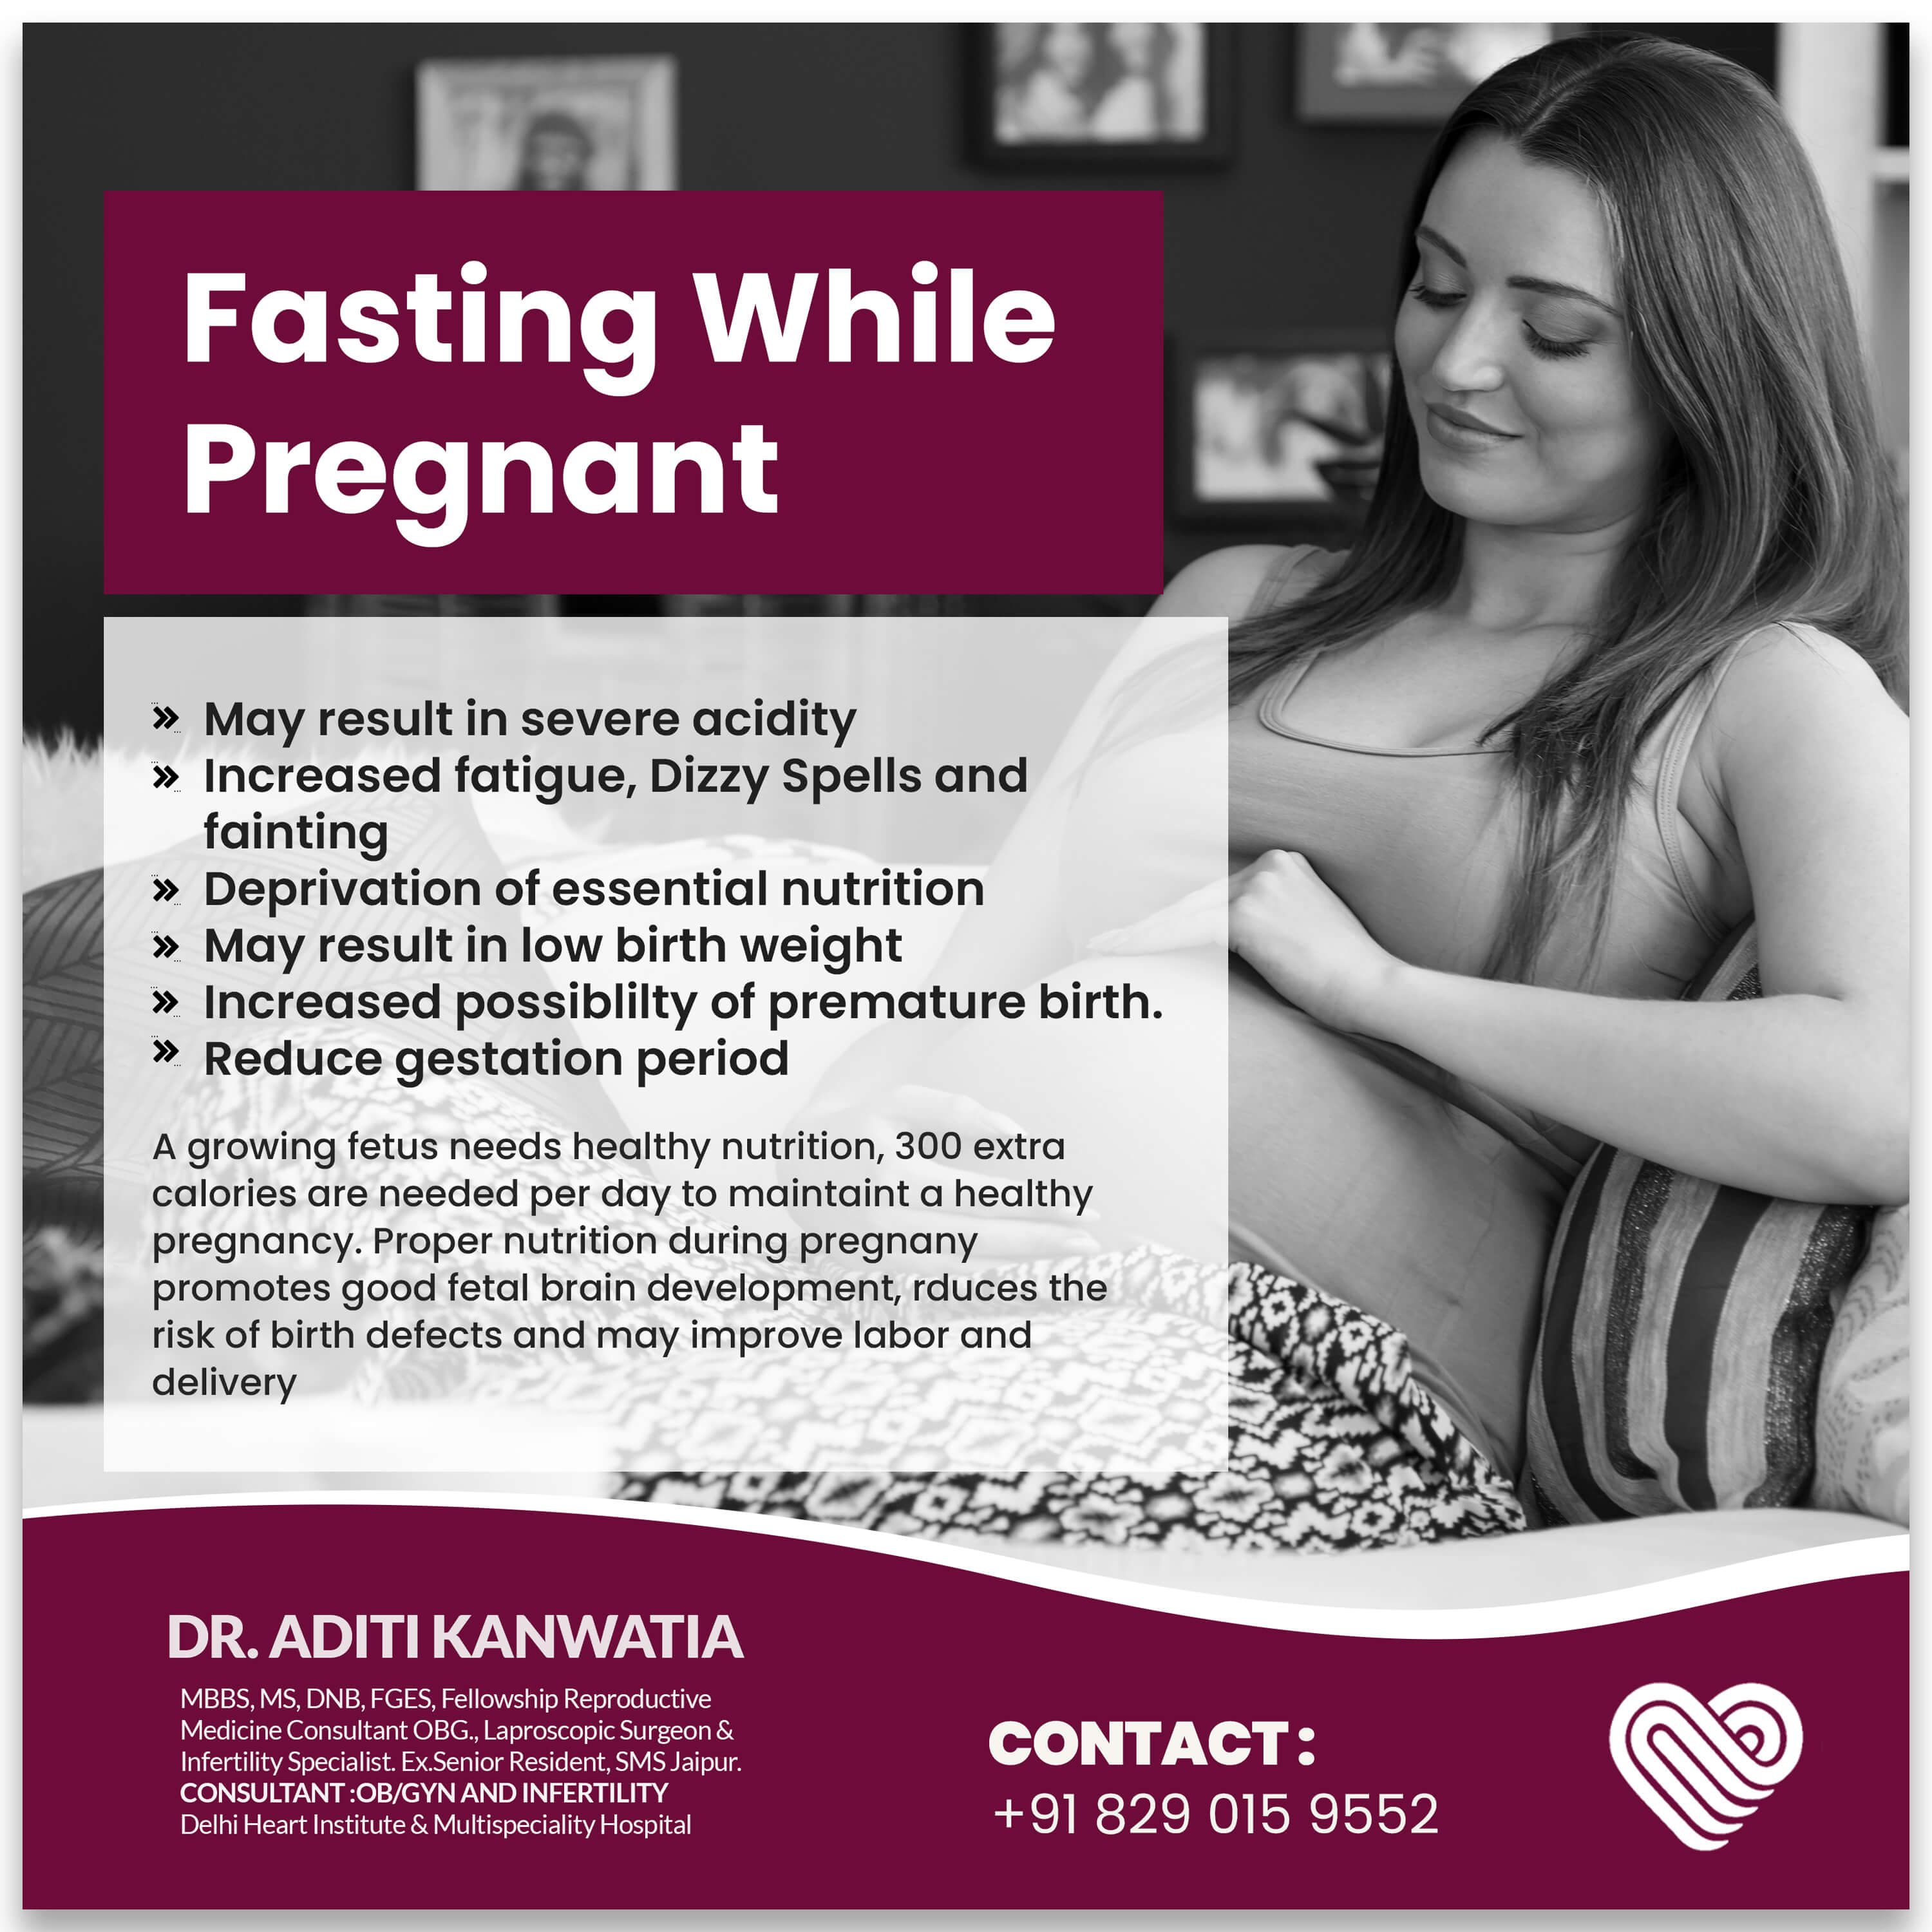 Fasting While
Pregnant
» May result in severe acidity
» Increased fatigue, Dizzy Spells and
fainting
» Deprivation of essential nutrition
» May result in low birth weight
» Increased possiblilty of premature birth.
» Reduce gestation period
A growing fetus needs healthy nutrition, 300 extra
calories are needed per day to maintaint a healthy
pregnancy. Proper nutrition during pregnany
promotes good fetal brain development, rduces the
risk of birth defects and may improve labor and
delivery
DR. ADITI KANWATIA
MBBS, MS, DNB, FGES, Fellowship Reproductive
Medicine Consultant OBG., Laproscopic Surgeon &
Infertility Specialist. Ex.Senior Resident, SMS Jaipur.
CONSULTANT :OB/GYN AND INFERTILITY
Delhi Heart Institute & Multispeciality Hospital
CONTACT :
+91 829 015 9552